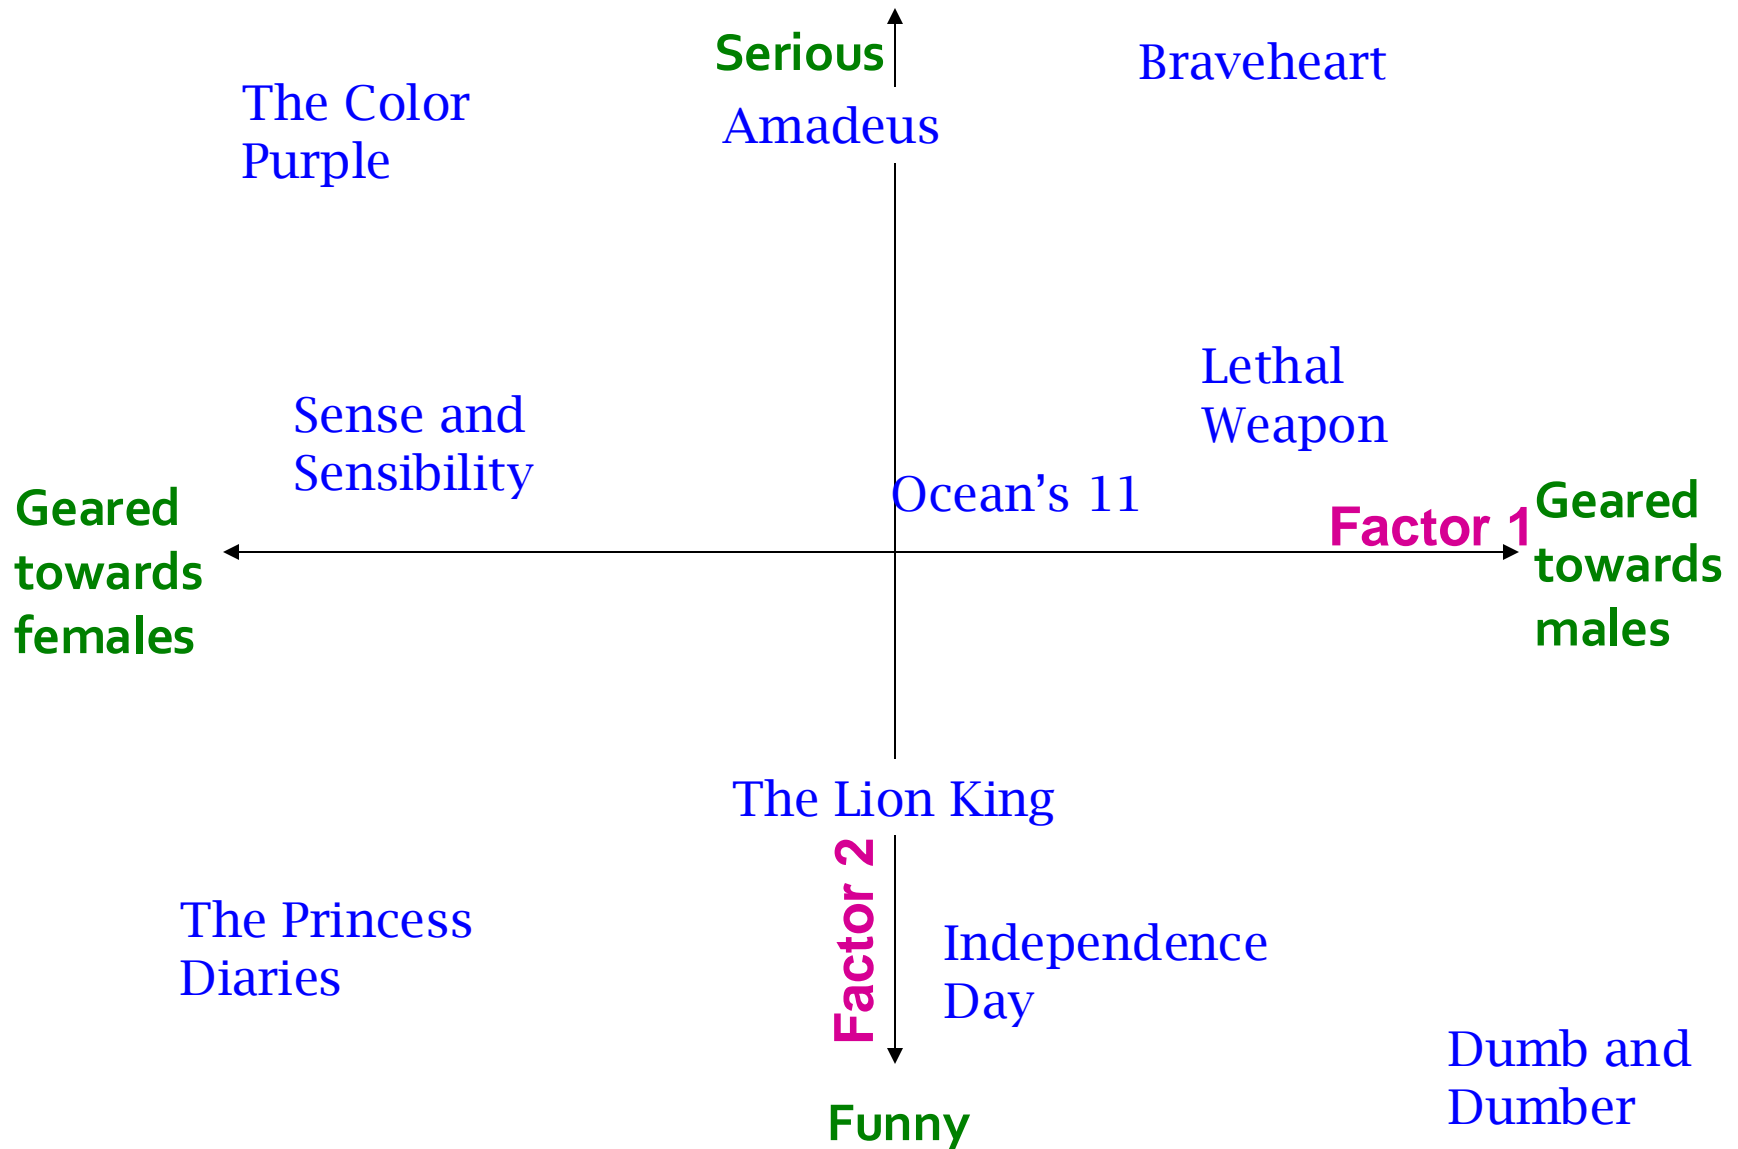 Serious
Braveheart
The Color
Purple
Amadeus
Lethal
Weapon
Sense and
Sensibility
Ocean’s 11
Geared
towards
females
Factor 1
Geared
towards
males
The Lion King
Factor 2
The Princess
Diaries
Independence
Day
Dumb and
Dumber
Funny